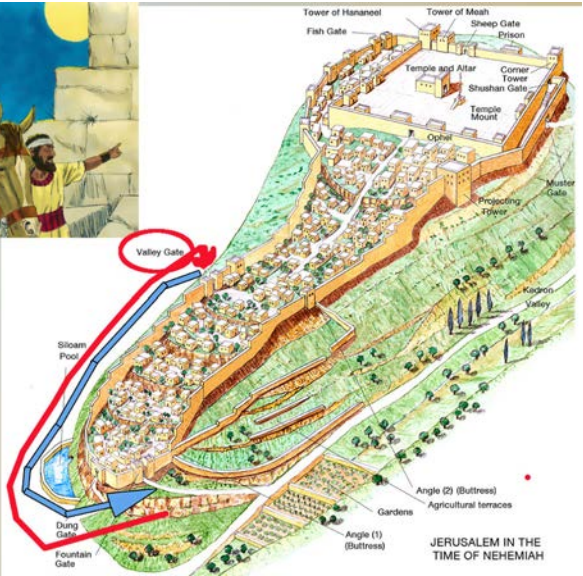 Tower of Hananeel
Tower of Meah
Sheep Gate
Fish Gate
Prison
Temple and Altar
Corner
Tower
Shushan Gate
Temple
Mount
Ophel
Muster
Gate
Projecting
Tower
Valley Gate
Kedron
Valley
Siloam
Pool
Angle (2) (Buttress)
Agricultural terraces
Gardens
Dung
Gate
Angle (1)
(Buttress)
Fountain
Gate
JERUSALEM IN THE
TIME OF NEHEMIAH